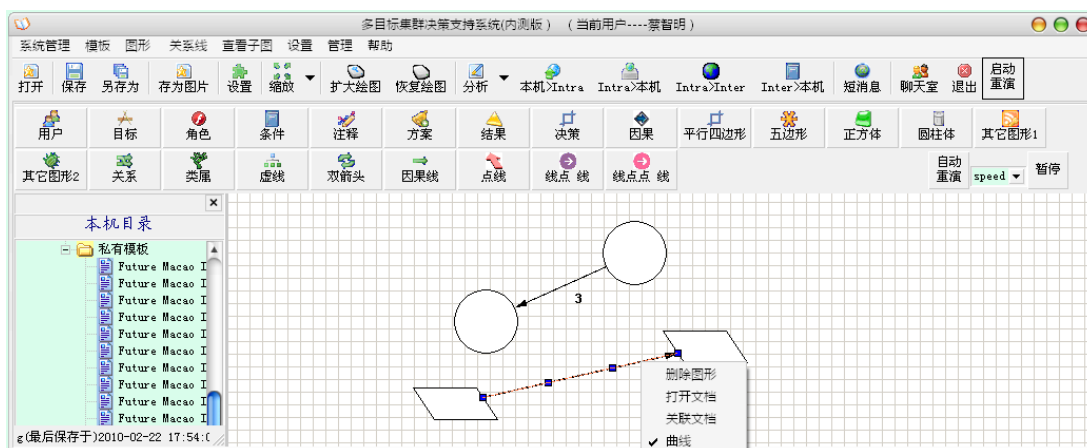 多目标集群决策支持系统(内测版) (当前用户----蔡智明)
系统管理 模板 图形 关系线 查看子图 设置 管理 帮助
打开 保存 另存为 存为图片 设置 缩放 扩大绘图 恢复绘图 分析 本机>Intra Intra>本机 Intra>Inter Inter>本机 短消息 聊天室 退出 启动重演
用户 目标 角色 条件 注释 方案 结果 决策 因果 平行四边形 五边形 正方体 圆柱体 其它图形1
其它图形2 关系 类属 虚线 双箭头 因果线 点线 线点 线 线点点 线 自动重演 speed 暂停
本机目录
私有模板
Future Macao I
Future Macao I
Future Macao I
Future Macao I
Future Macao I
Future Macao I
Future Macao I
Future Macao I
Future Macao I
Future Macao I
3
删除图形
打开文档
关联文档
曲线
g(最后保存于)2010-02-22 17:54:0